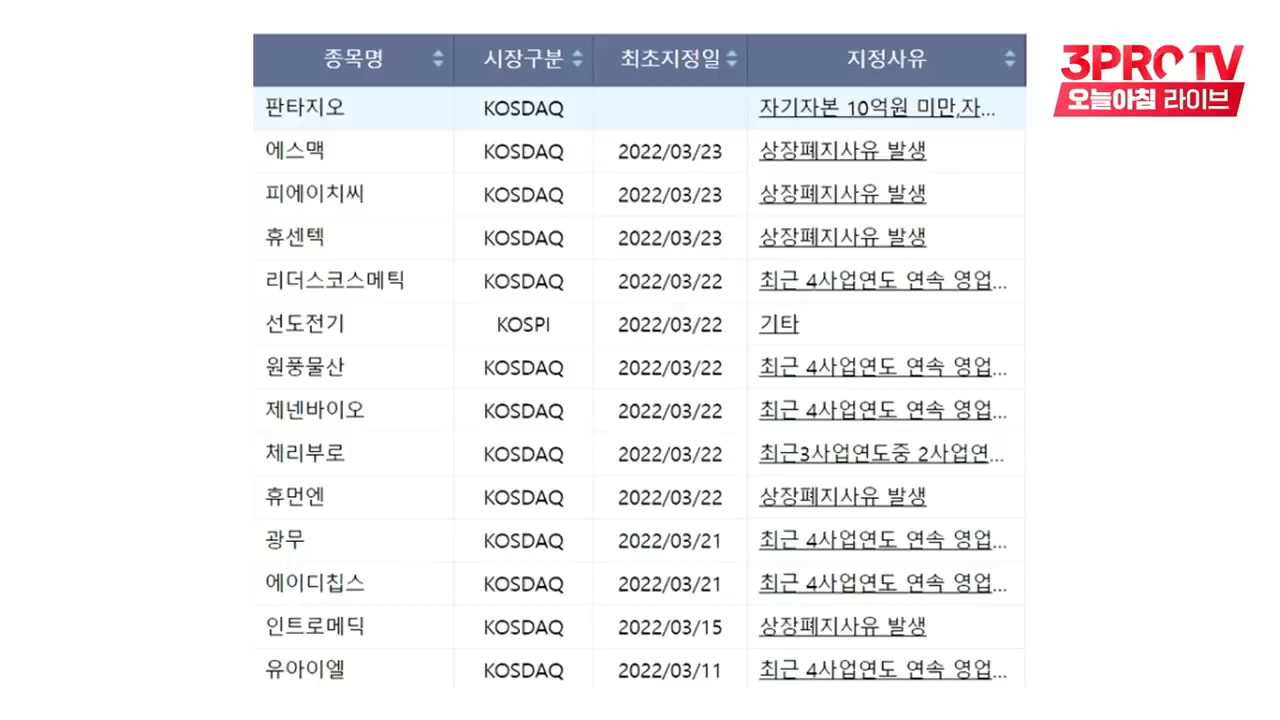 종목명 시장구분 최초지정일 지정사유
판타지오 KOSDAQ 자기자본 10억원 미만,자...
에스맥 KOSDAQ 2022/03/23 상장폐지사유 발생
피에이치씨 KOSDAQ 2022/03/23 상장폐지사유 발생
휴센텍 KOSDAQ 2022/03/23 상장폐지사유 발생
리더스코스메틱 KOSDAQ 2022/03/22 최근 4사업연도 연속 영업...
선도전기 KOSPI 2022/03/22 기타
원풍물산 KOSDAQ 2022/03/22 최근 4사업연도 연속 영업...
제넨바이오 KOSDAQ 2022/03/22 최근 4사업연도 연속 영업...
체리부로 KOSDAQ 2022/03/22 최근3사업연도중 2사업연...
휴먼엔 KOSDAQ 2022/03/22 상장폐지사유 발생
광무 KOSDAQ 2022/03/21 최근 4사업연도 연속 영업...
에이디칩스 KOSDAQ 2022/03/21 최근 4사업연도 연속 영업...
인트로메딕 KOSDAQ 2022/03/15 상장폐지사유 발생
유아이엘 KOSDAQ 2022/03/11 최근 4사업연도 연속 영업...
3PRO TV
오늘아침 라이브